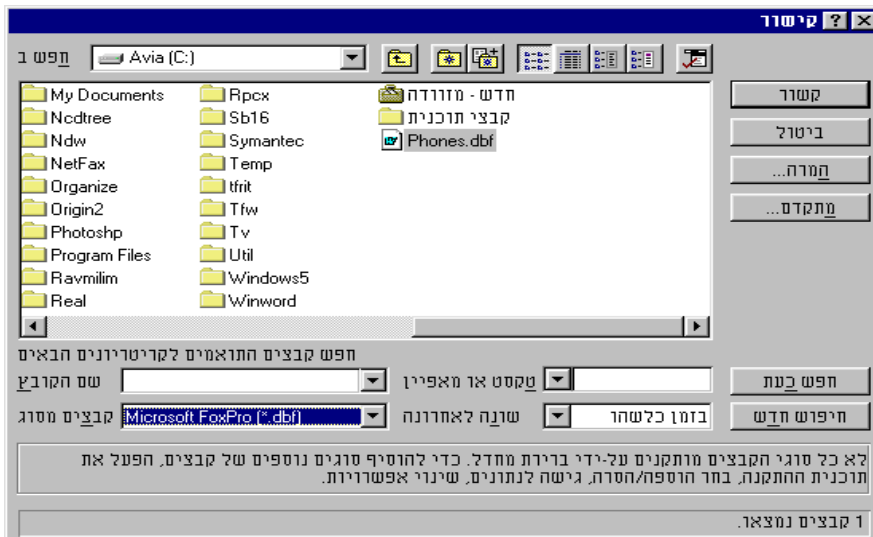 קישור
חפש ב
Avia (C:)
My Documents
Ncdtree
Ndw
NetFax
Organize
Origin2
Photoshp
Program Files
Ravmilim
Real
Rpcx
Sb16
Symantec
Temp
tfrit
Tfw
Tv
Util
Windows5
Winword
חדש - מזוודה
קבצי תוכנית
Phones.dbf
קשור
ביטול
המרה...
מתקדם...
חפש קבצים התואמים לקריטריונים הבאים
שם הקובץ
טקסט או מאפיין
חפש כעת
קבצים מסוג
Microsoft FoxPro (*.dbf)
שונה לאחרונה
בזמן כלשהו
חיפוש חדש
לא כל סוגי הקבצים מותקנים על-ידי ברירת מחדל. כדי להוסיף סוגים נוספים של קבצים, הפעל את
תוכנית ההתקנה, בחר הוספה/הסרה, גישה לנתונים, שינוי אפשרויות.
1 קבצים נמצאו.